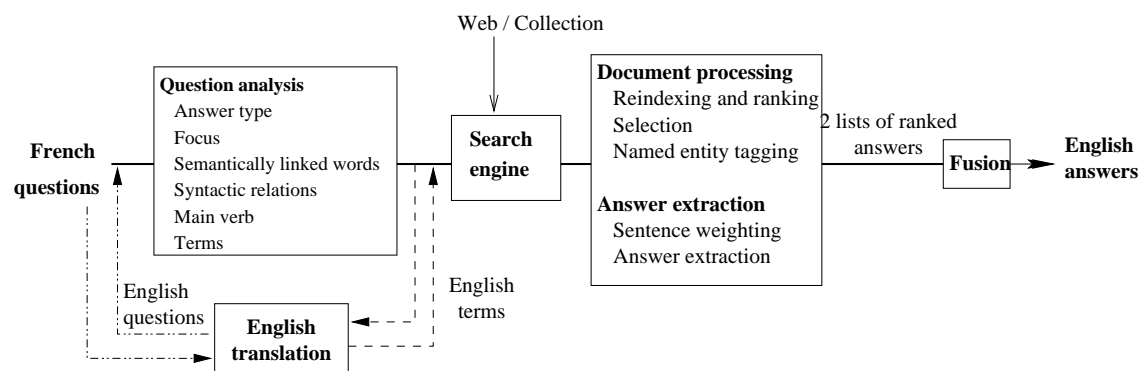 Web / Collection
Question analysis
Answer type
Focus
Semantically linked words
Syntactic relations
Main verb
Terms
French
questions
English
questions
English
translation
English
terms
Search
engine
Document processing
Reindexing and ranking
Selection
Named entity tagging
Answer extraction
Sentence weighting
Answer extraction
2 lists of ranked
answers
Fusion
English
answers